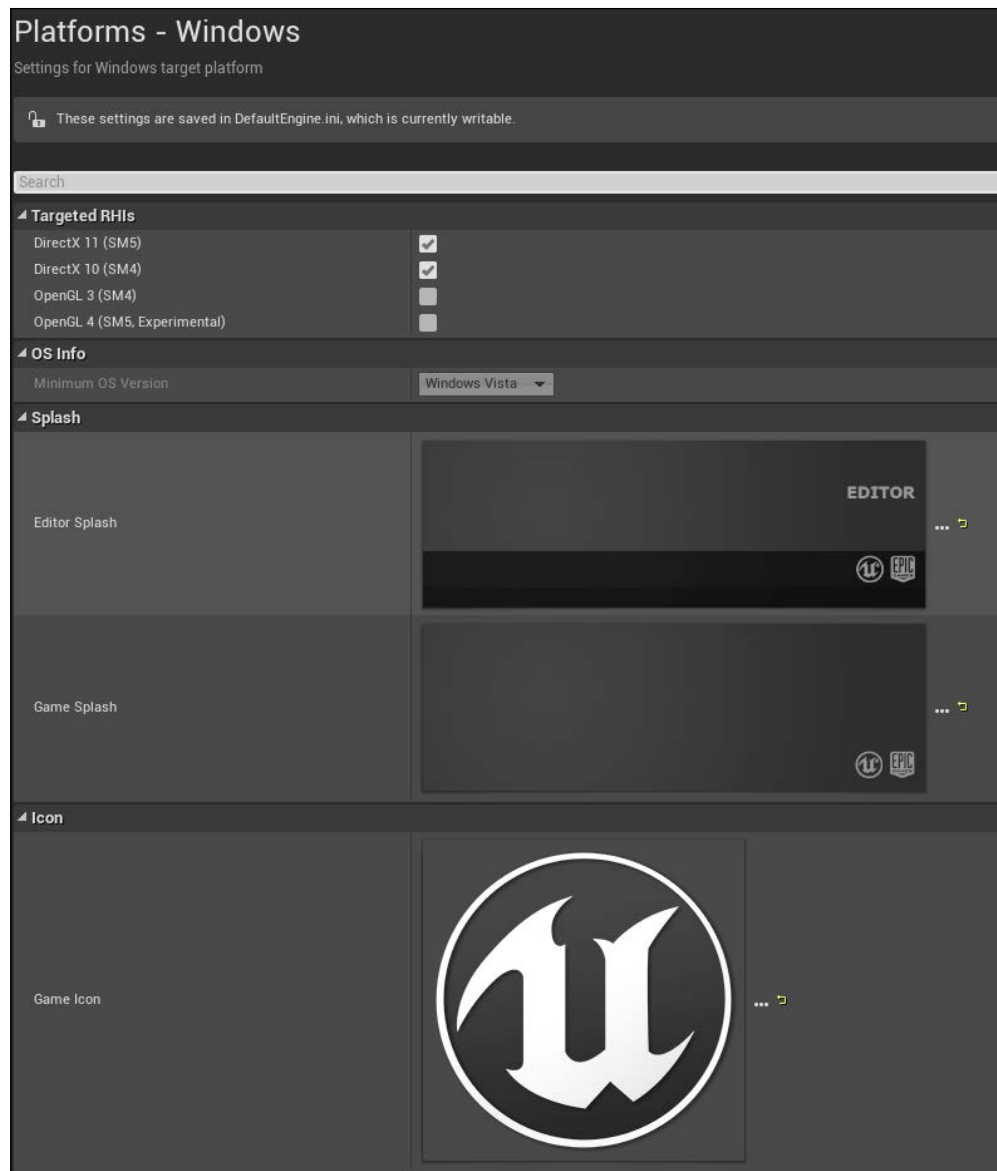 Platforms - Windows
Settings for Windows target platform
These settings are saved in DefaultEngine.ini, which is currently writable.
Search
Targeted RHIs
DirectX 11 (SM5)
DirectX 10 (SM4)
OpenGL 3 (SM4)
OpenGL 4 (SM5, Experimental)
OS Info
Minimum OS Version Windows Vista
Splash
EDITOR
Editor Splash ...
EPIC GAMES
Game Splash ...
EPIC GAMES
Icon
Game Icon ...